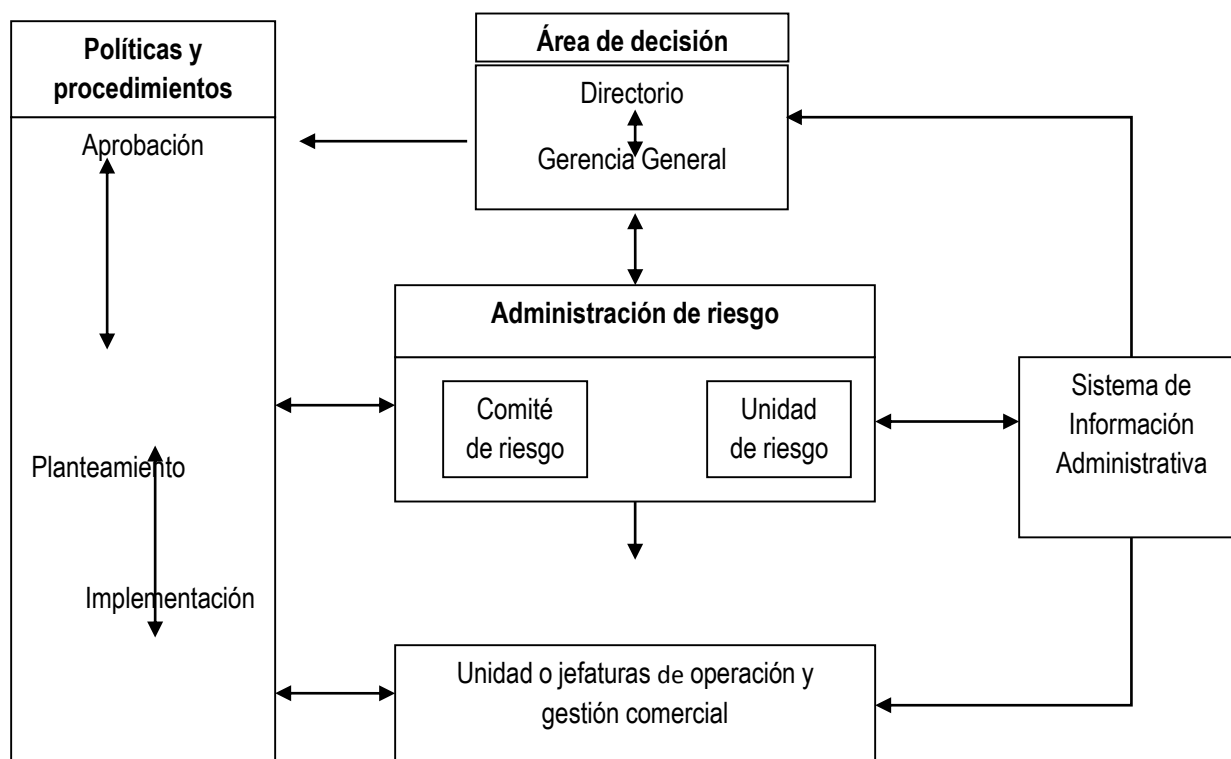 Políticas y
procedimientos
Aprobación
Planteamiento
Implementación
Área de decisión
Directorio
Gerencia General
Administración de riesgo
Comité
de riesgo
Unidad
de riesgo
Sistema de
Información
Administrativa
Unidad o jefaturas de operación y
gestión comercial